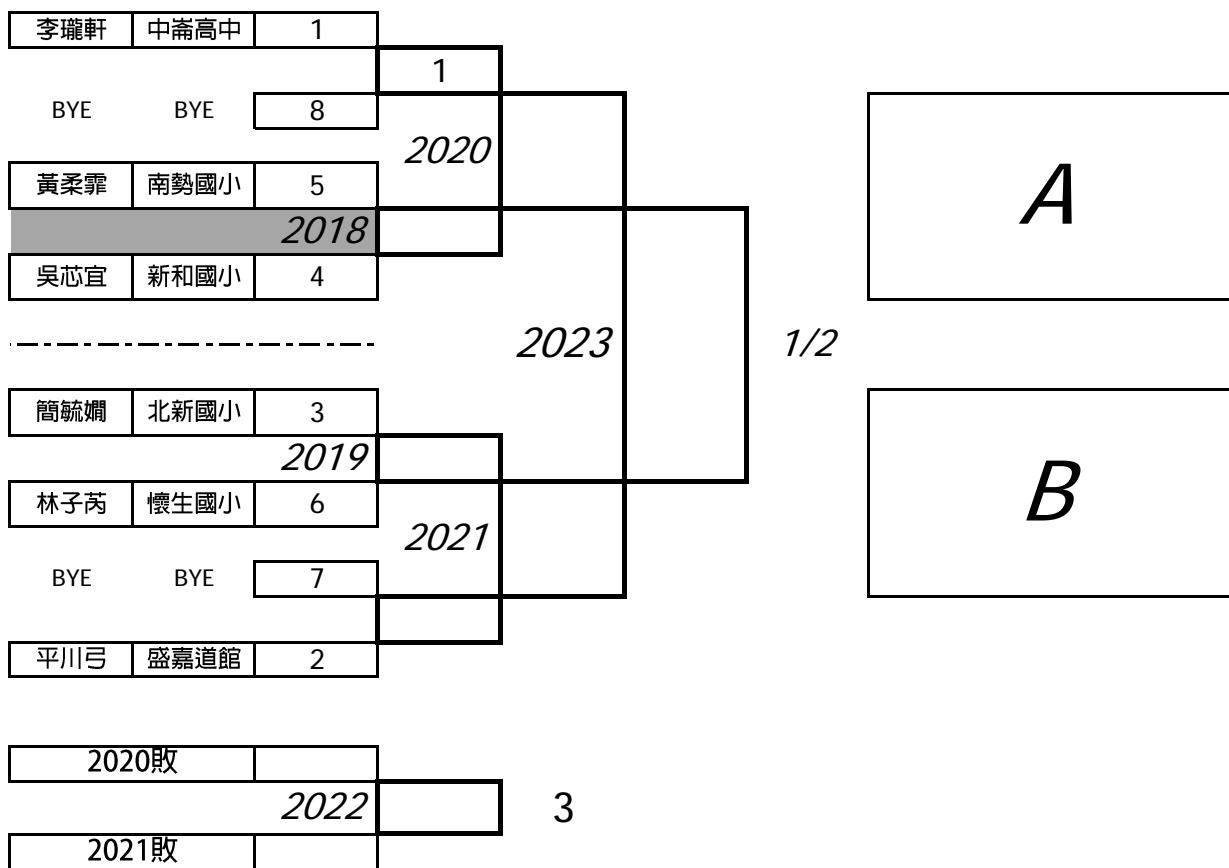 李瓏軒 中崙高中 1
1
BYE BYE 8
2020
黃柔霏 南勢國小 5
2018
吳芯宜 新和國小 4
A
2023
1/2
簡毓嫺 北新國小 3
2019
林子芮 懷生國小 6
2021
B
BYE BYE 7
平川弓 盛嘉道館 2
2020敗
2022
3
2021敗